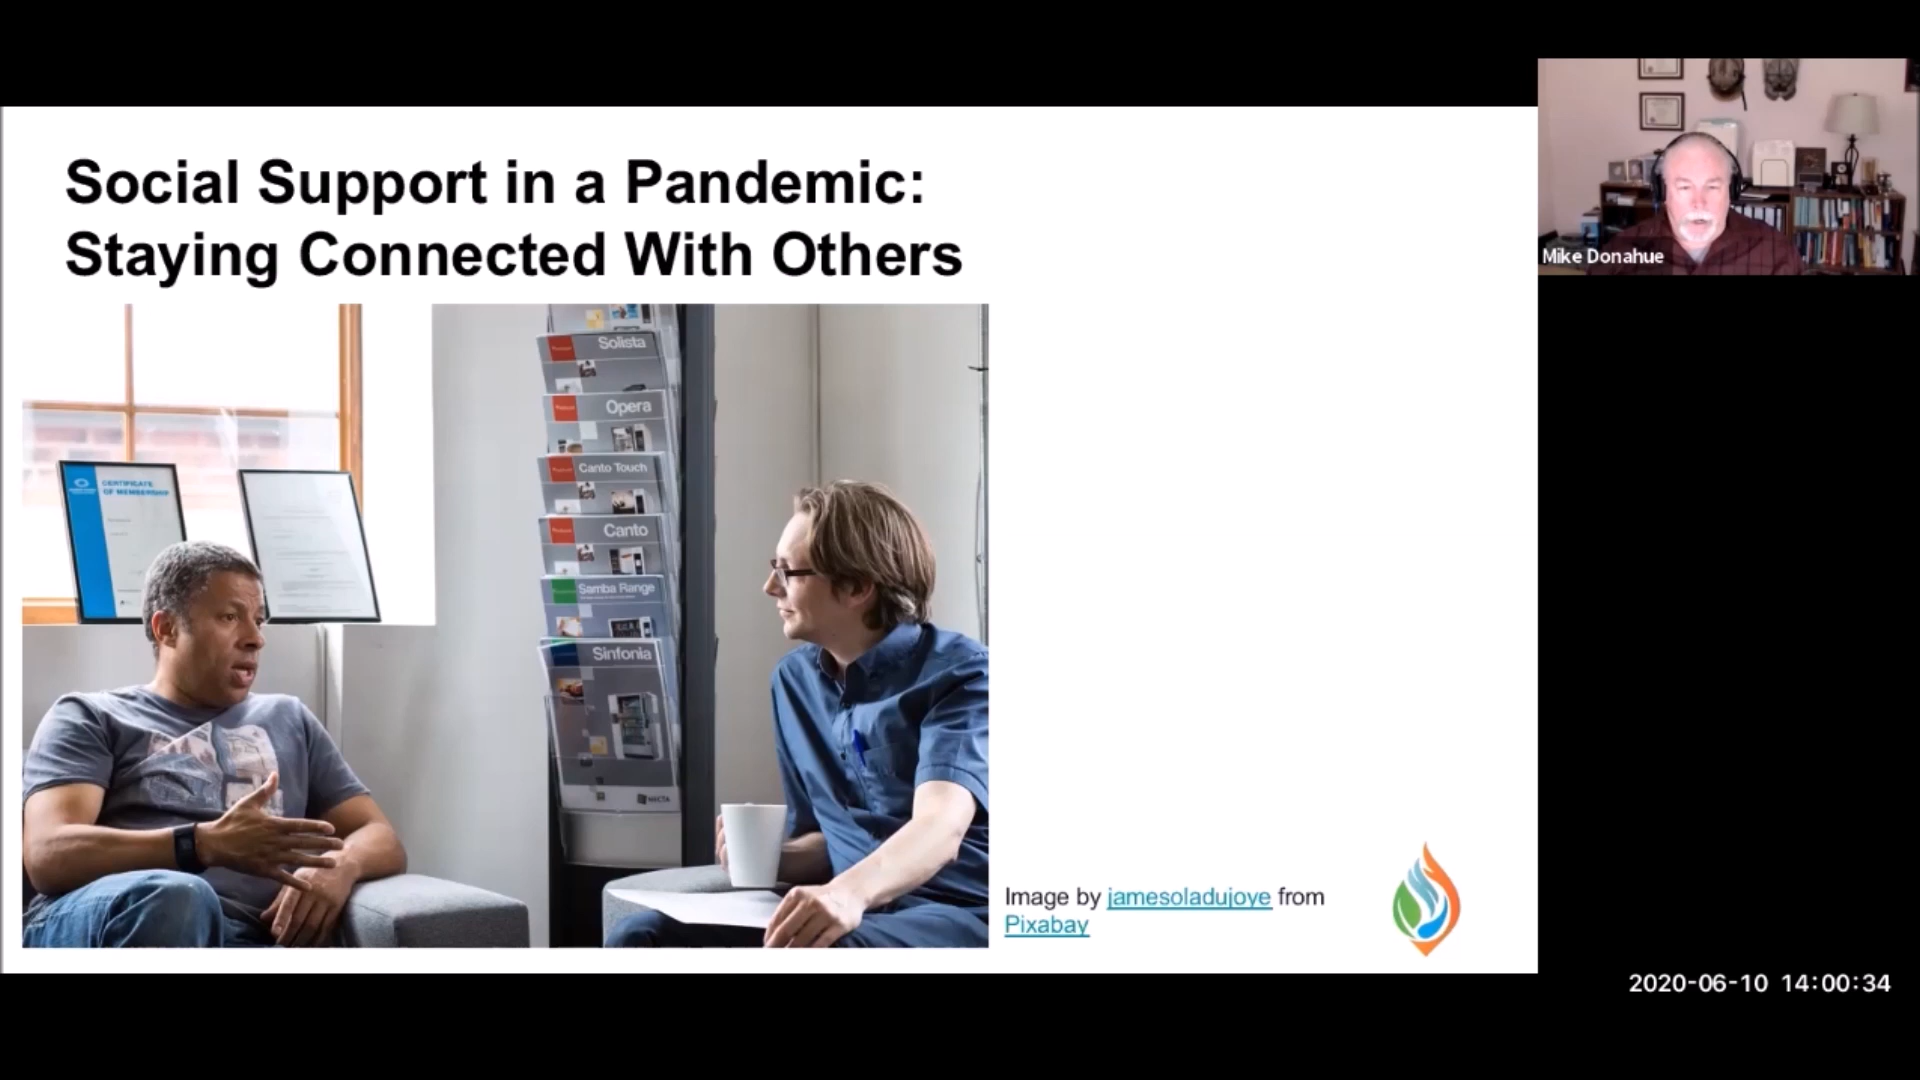 Social Support in a Pandemic:
Staying Connected With Others
Mike Donahue
Solista
Opera
Canto Touch
Canto
Samba Range
Sinfonia
CERTIFICATE
OF MEMBERSHIP
Image by jamesoladujoye from
Pixabay
2020-06-10 14:00:34